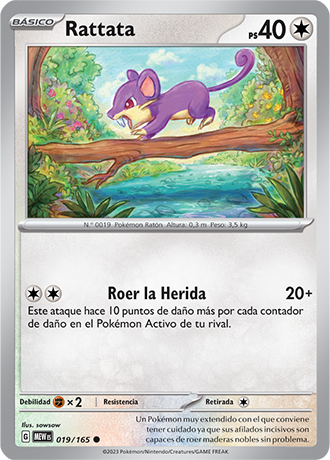 BÁSICO
Rattata
PS 40
N.º 0019 Pokémon Ratón Altura: 0,3 m Peso: 3,5 kg
Roer la Herida 20+
Este ataque hace 10 puntos de daño más por cada contador
de daño en el Pokémon Activo de tu rival.
Debilidad ×2 Resistencia Retirada
Ilus. sowsow
Un Pokémon muy extendido con el que conviene
tener cuidado ya que sus afilados incisivos son
capaces de roer maderas nobles sin problema.
G MEW ES 019/165
©2023 Pokémon/Nintendo/Creatures/GAME FREAK